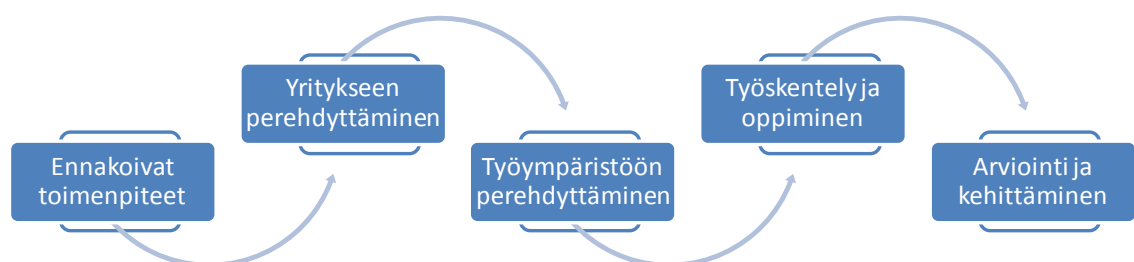 Ennakoivat
toimenpiteet
Yritykseen
perehdyttäminen
Työympäristöön
perehdyttäminen
Työskentely ja
oppiminen
Arviointi ja
kehittäminen